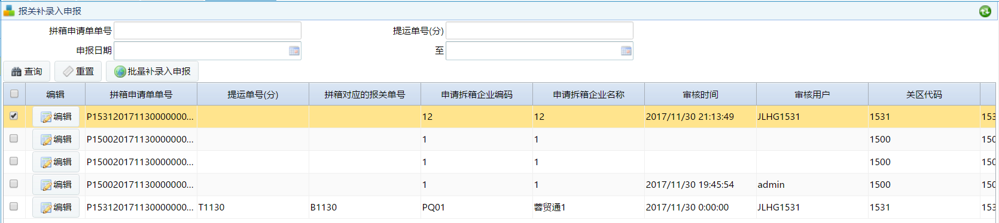 报关补录入申报
拼箱申请单单号 提运单号(分)
申报日期 至
查询 重置 批量补录入申报
编辑 拼箱申请单单号 提运单号(分) 拼箱对应的报关单号 申请拆箱企业编码 申请拆箱企业名称 审核时间 审核用户 关区代码
编辑 P153120171130000000... 12 12 2017/11/30 21:13:49 JLHG1531 1531 153
编辑 P150020171130000000... 1 1 1500 150
编辑 P150020171130000000... 1 1 1500 150
编辑 P150020171130000000... 1 1 2017/11/30 19:45:54 admin 1500 150
编辑 P153120171130000000... T1130 B1130 PQ01 蓉贸通1 2017/11/30 0:00:00 JLHG1531 1531 153